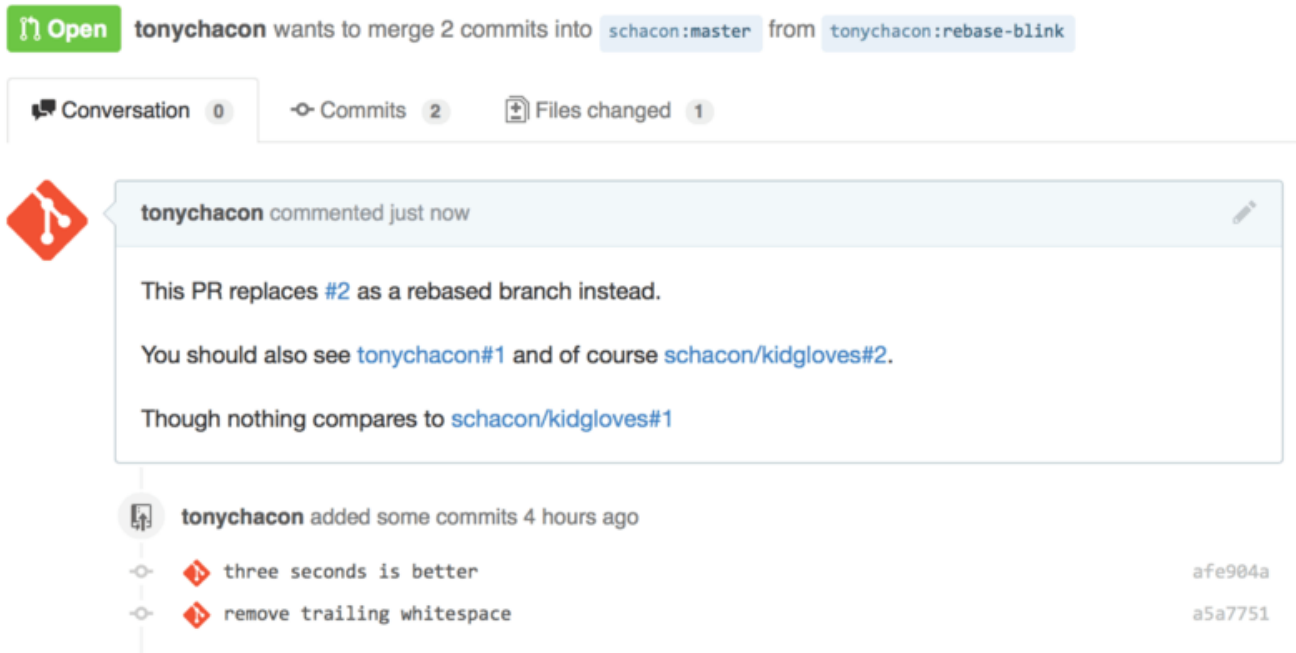 Open tonychacon wants to merge 2 commits into schacon:master from tonychacon:rebase-blink
Conversation 0 Commits 2 Files changed 1
tonychacon commented just now
This PR replaces #2 as a rebased branch instead.
You should also see tonychacon#1 and of course schacon/kidgloves#2.
Though nothing compares to schacon/kidgloves#1
tonychacon added some commits 4 hours ago
three seconds is better afe904a
remove trailing whitespace a5a7751